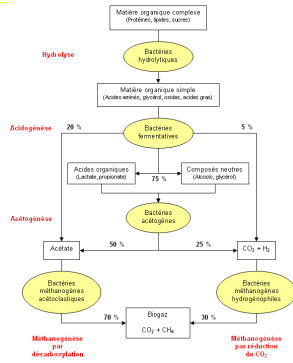 Matière organique complexe
(Protéines, lipides, sucres)
Hydrolyse
Bactéries
hydrolytiques
Matière organique simple
(Acides aminés, glycérol, osides, acides gras)
Acidogénèse
20 %
Bactéries
fermentatives
5 %
Acides organiques
(Lactate, propionate)
75 %
Composés neutres
(Alcools, glycérol)
Acétogénèse
Bactéries
acétogènes
Acétate
50 %
25 %
CO₂ + H₂
Bactéries
méthanogènes
acétoclastiques
Bactéries
méthanogènes
hydrogénophiles
70 %
Biogaz
CO₂ + CH₄
30 %
Méthanogénèse
par
décarboxylation
Méthanogénèse
par réduction
du CO₂